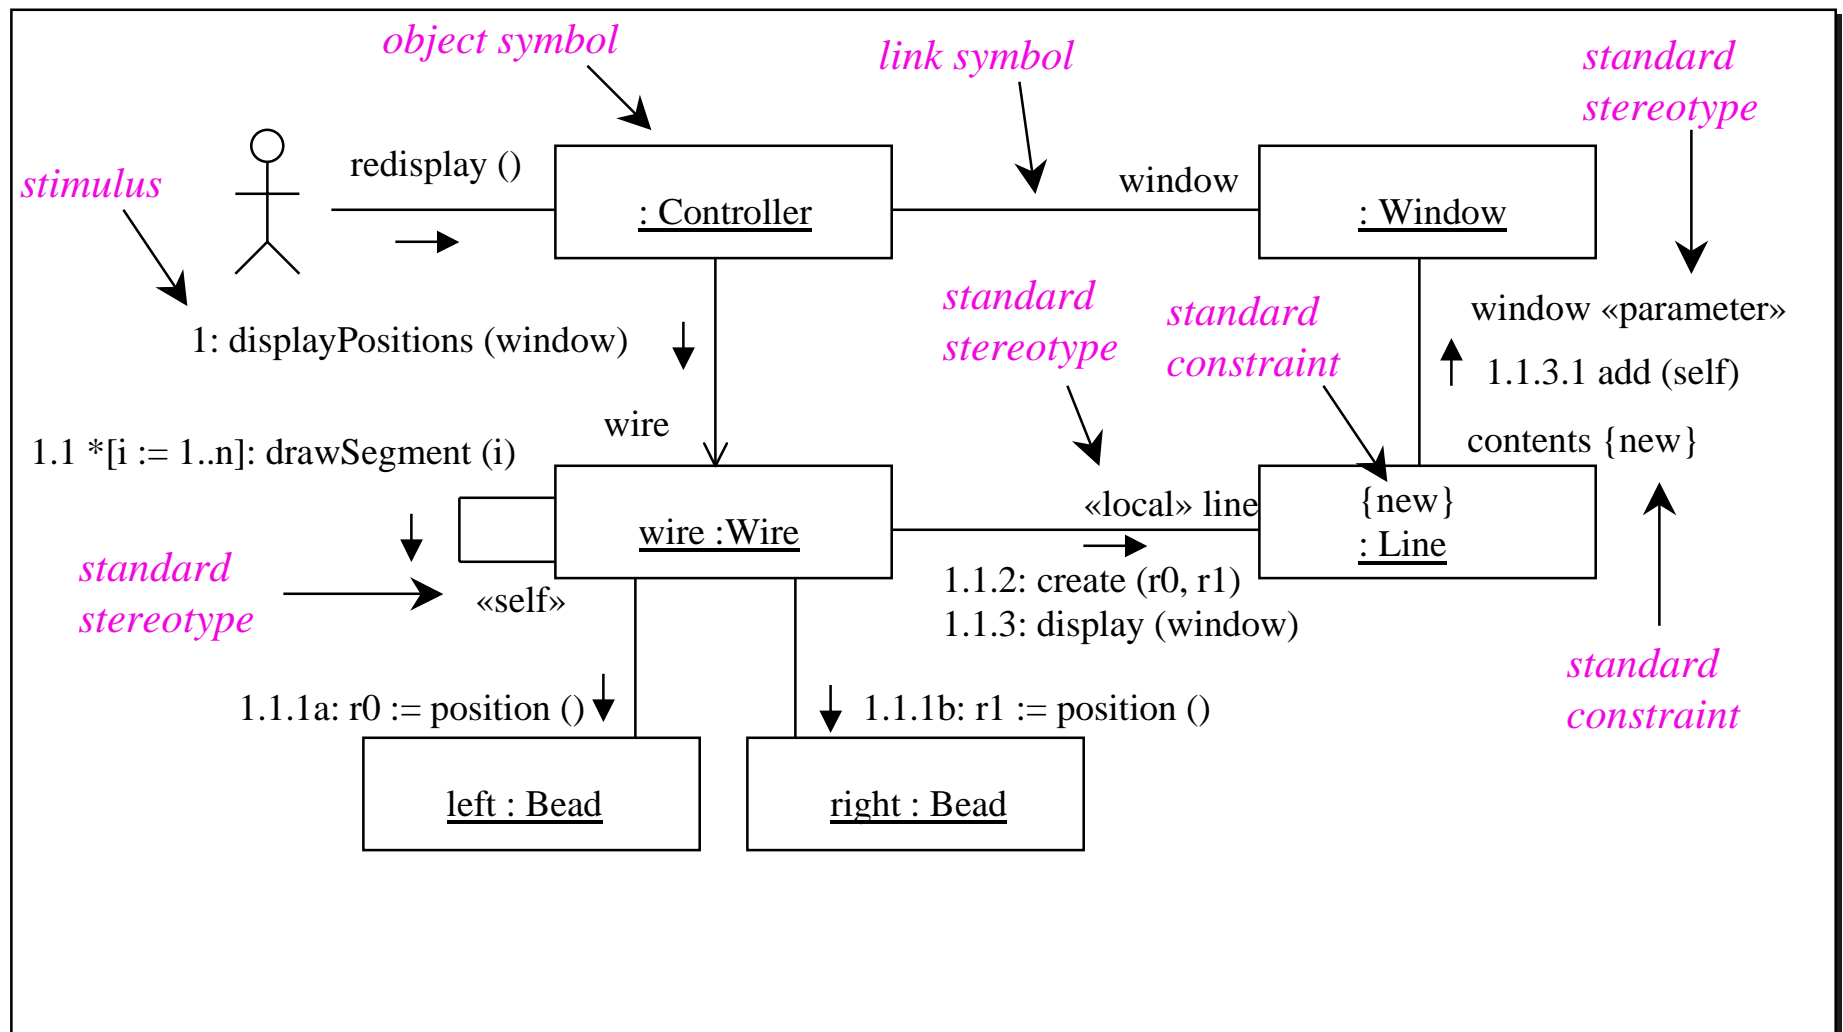 object symbol
link symbol
standard
stereotype
stimulus
redisplay ()
: Controller
window
: Window
1: displayPositions (window)
standard
stereotype
standard
constraint
window «parameter»
1.1.3.1 add (self)
wire
contents {new}
1.1 *[i := 1..n]: drawSegment (i)
«local» line
{new}
: Line
wire :Wire
standard
stereotype
«self»
1.1.2: create (r0, r1)
1.1.3: display (window)
standard
constraint
1.1.1a: r0 := position ()
1.1.1b: r1 := position ()
left : Bead
right : Bead